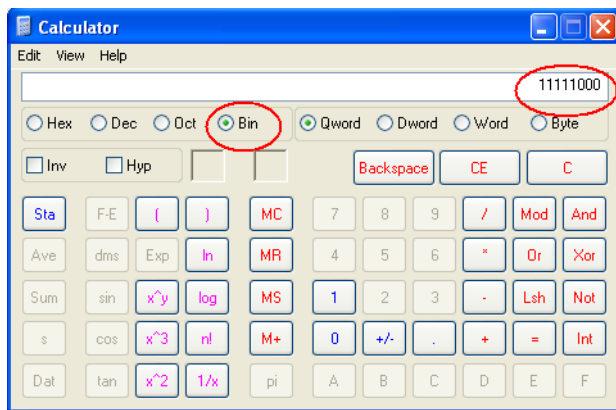 Calculator
Edit View Help
11111000
Hex Dec Oct Bin Qword Dword Word Byte
Inv Hyp Backspace CE C
Sta F-E ( ) MC 7 8 9 / Mod And
Ave dms Exp ln MR 4 5 6 * Or Xor
Sum sin x^y log MS 1 2 3 - Lsh Not
s cos x^3 n! M+ 0 +/- . + = Int
Dat tan x^2 1/x pi A B C D E F